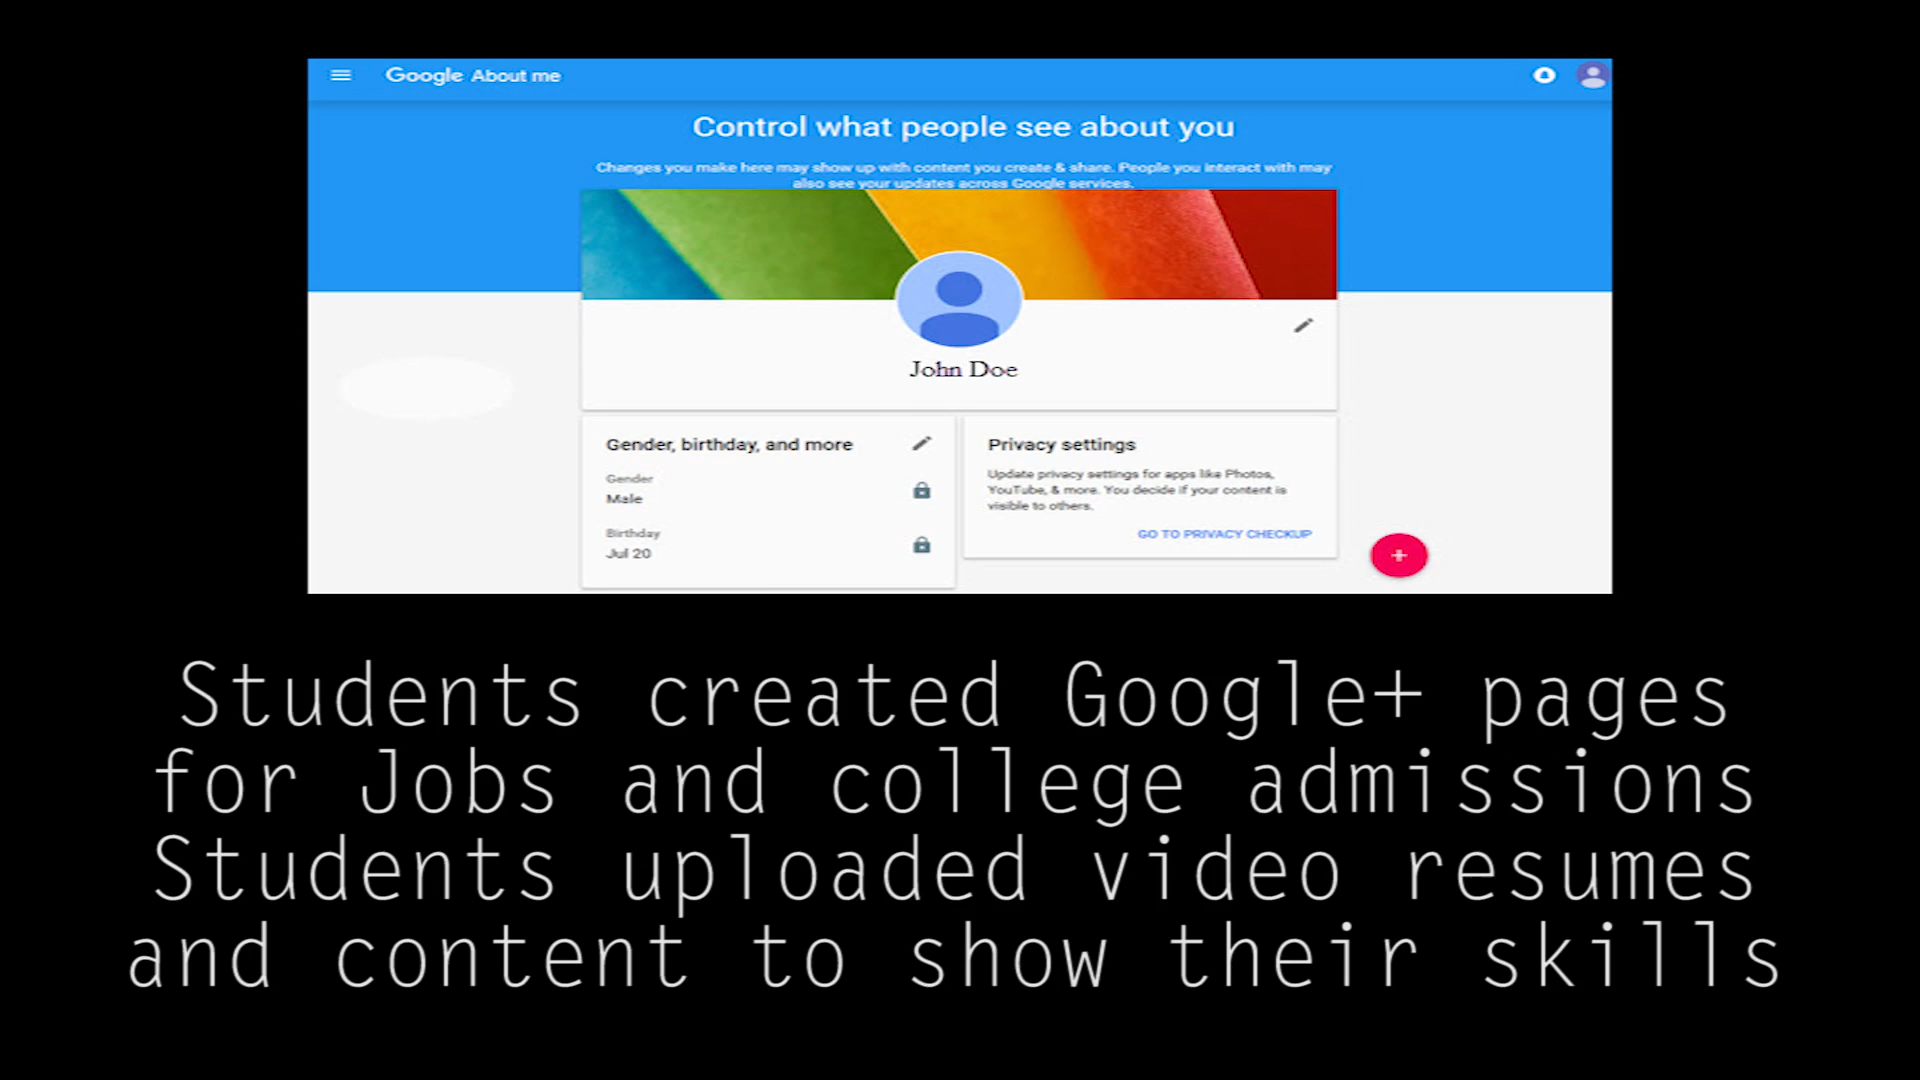 Google About me
Control what people see about you
Changes you make here may show up with content you create & share. People you interact with may
also see your updates across Google services.
John Doe
Gender, birthday, and more
Gender
Male
Birthday
Jul 20
Privacy settings
Update privacy settings for apps like Photos,
YouTube, & more. You decide if your content is
visible to others.
GO TO PRIVACY CHECKUP
+
Students created Google+ pages
for Jobs and college admissions
Students uploaded video resumes
and content to show their skills